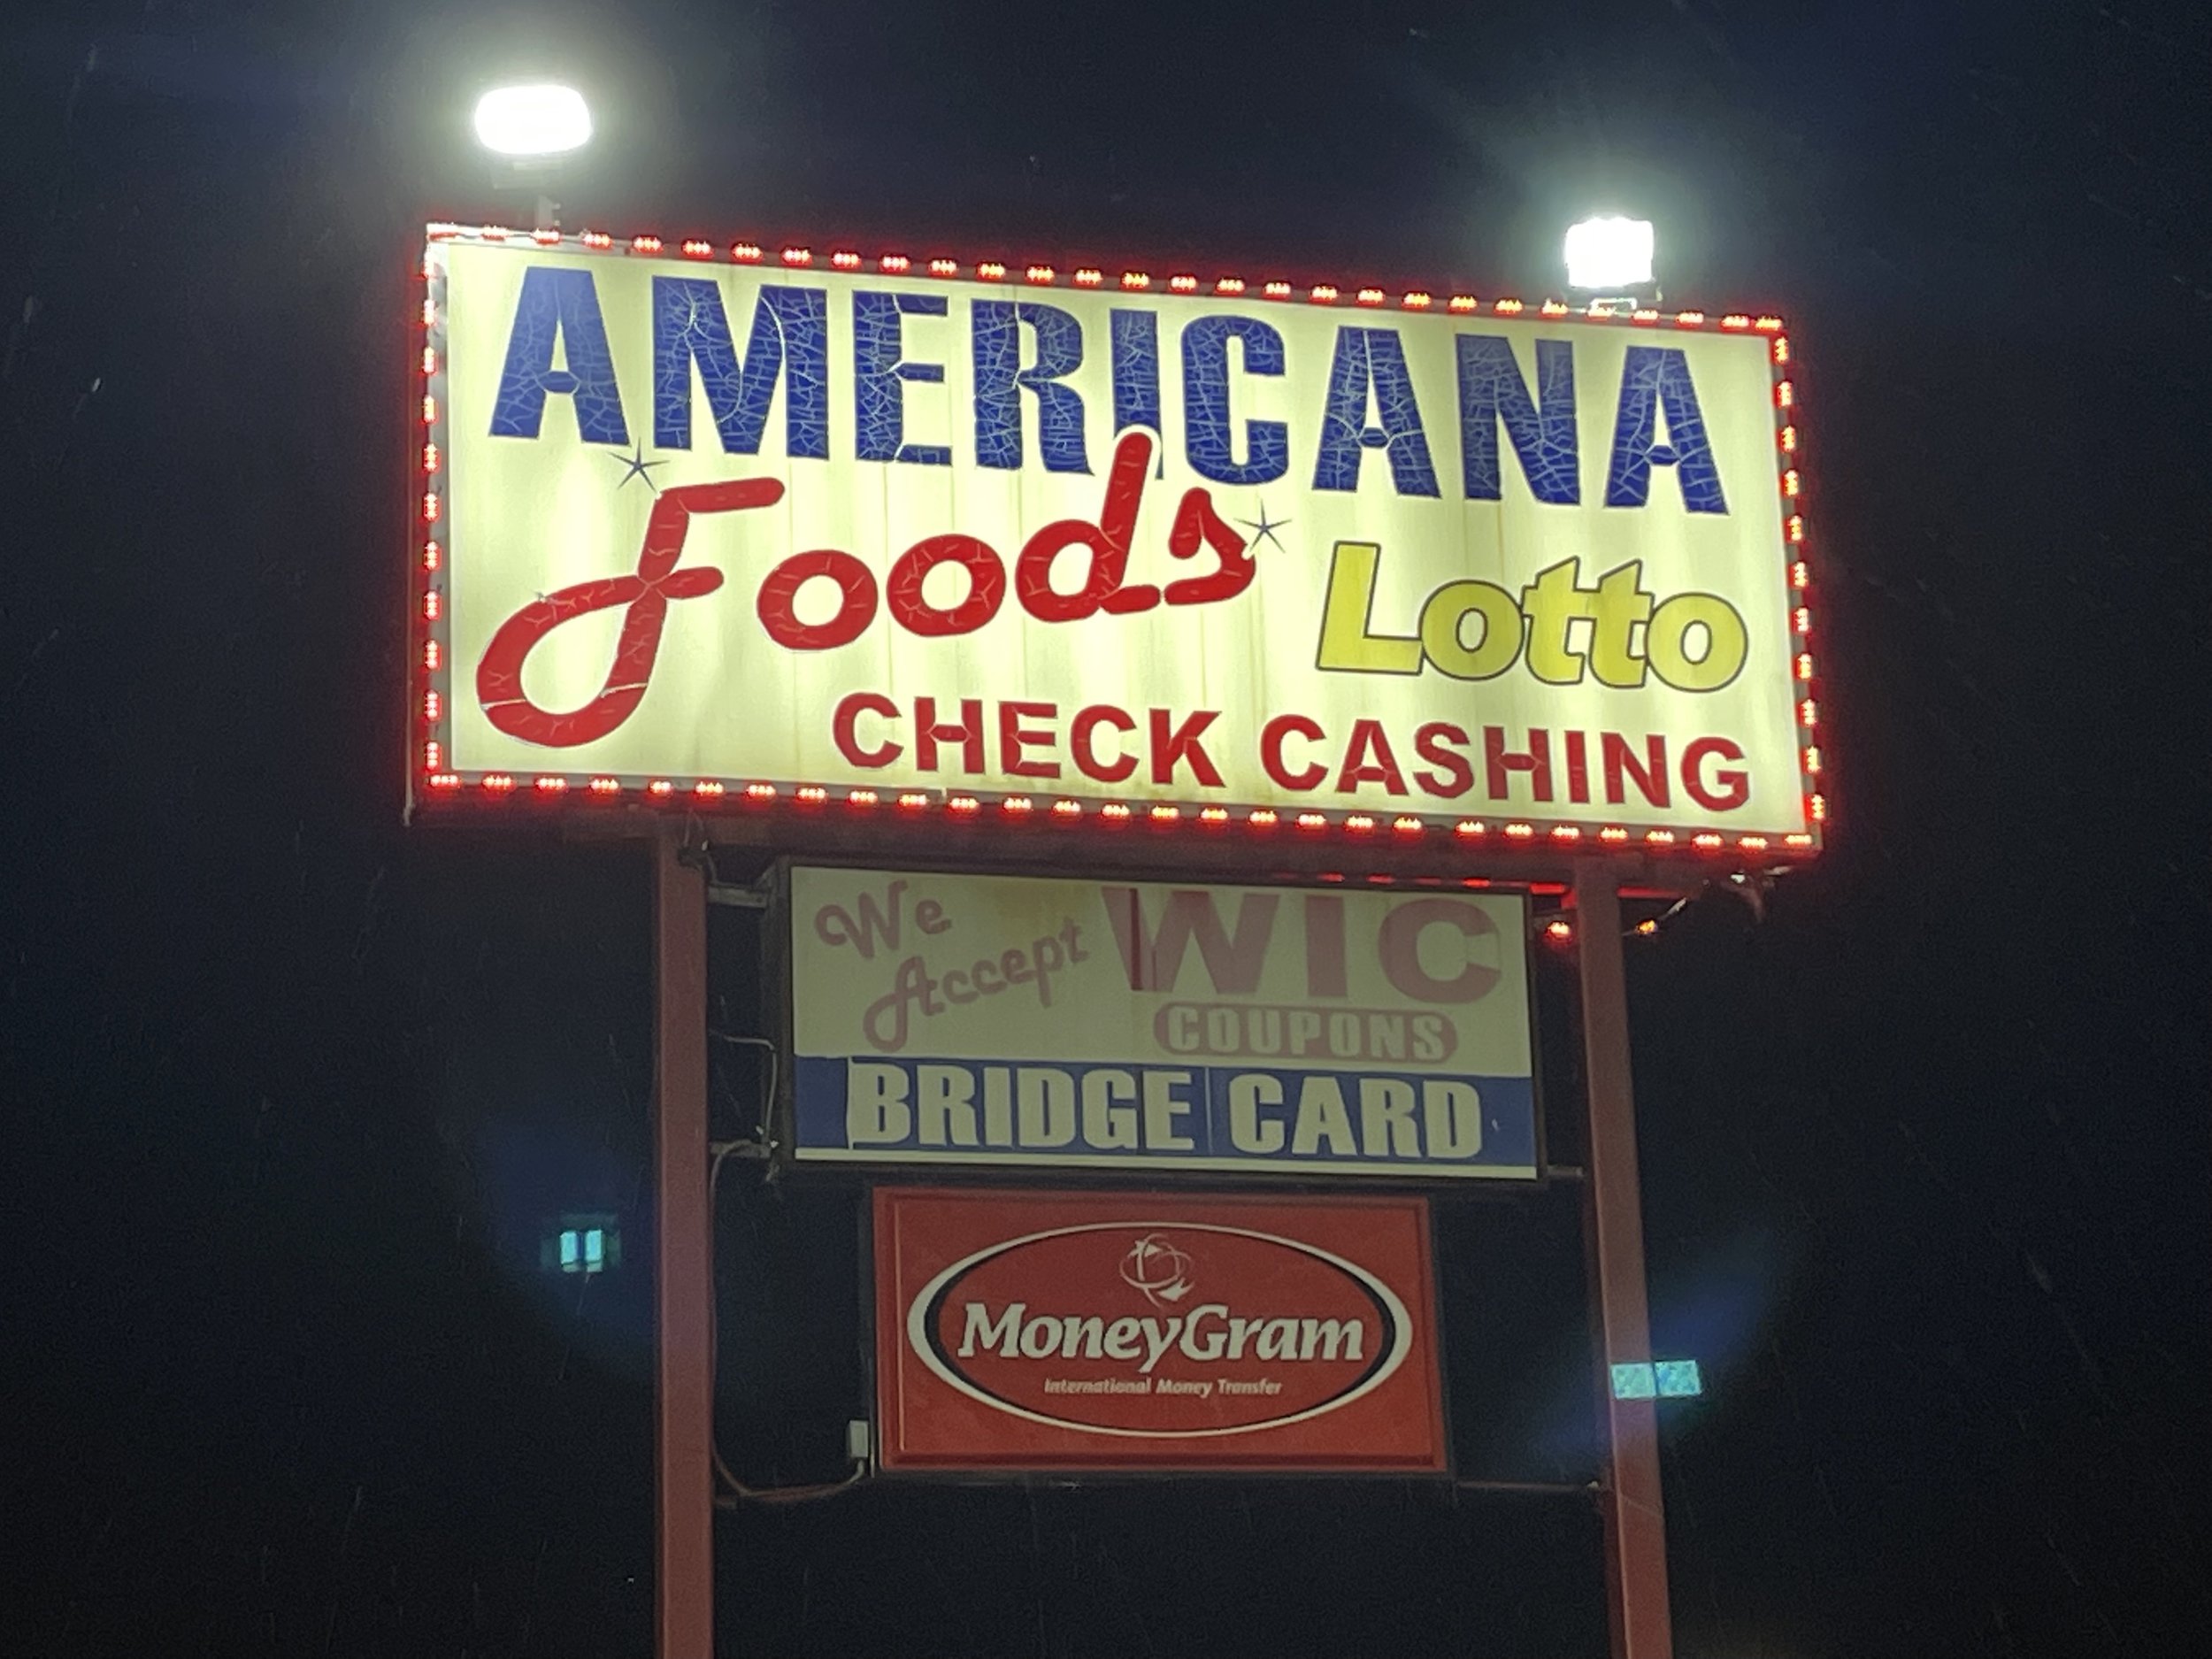 AMERICANA
Foods Lotto
CHECK CASHING
We Accept WIC
COUPONS
BRIDGE CARD
MoneyGram
International Money Transfer